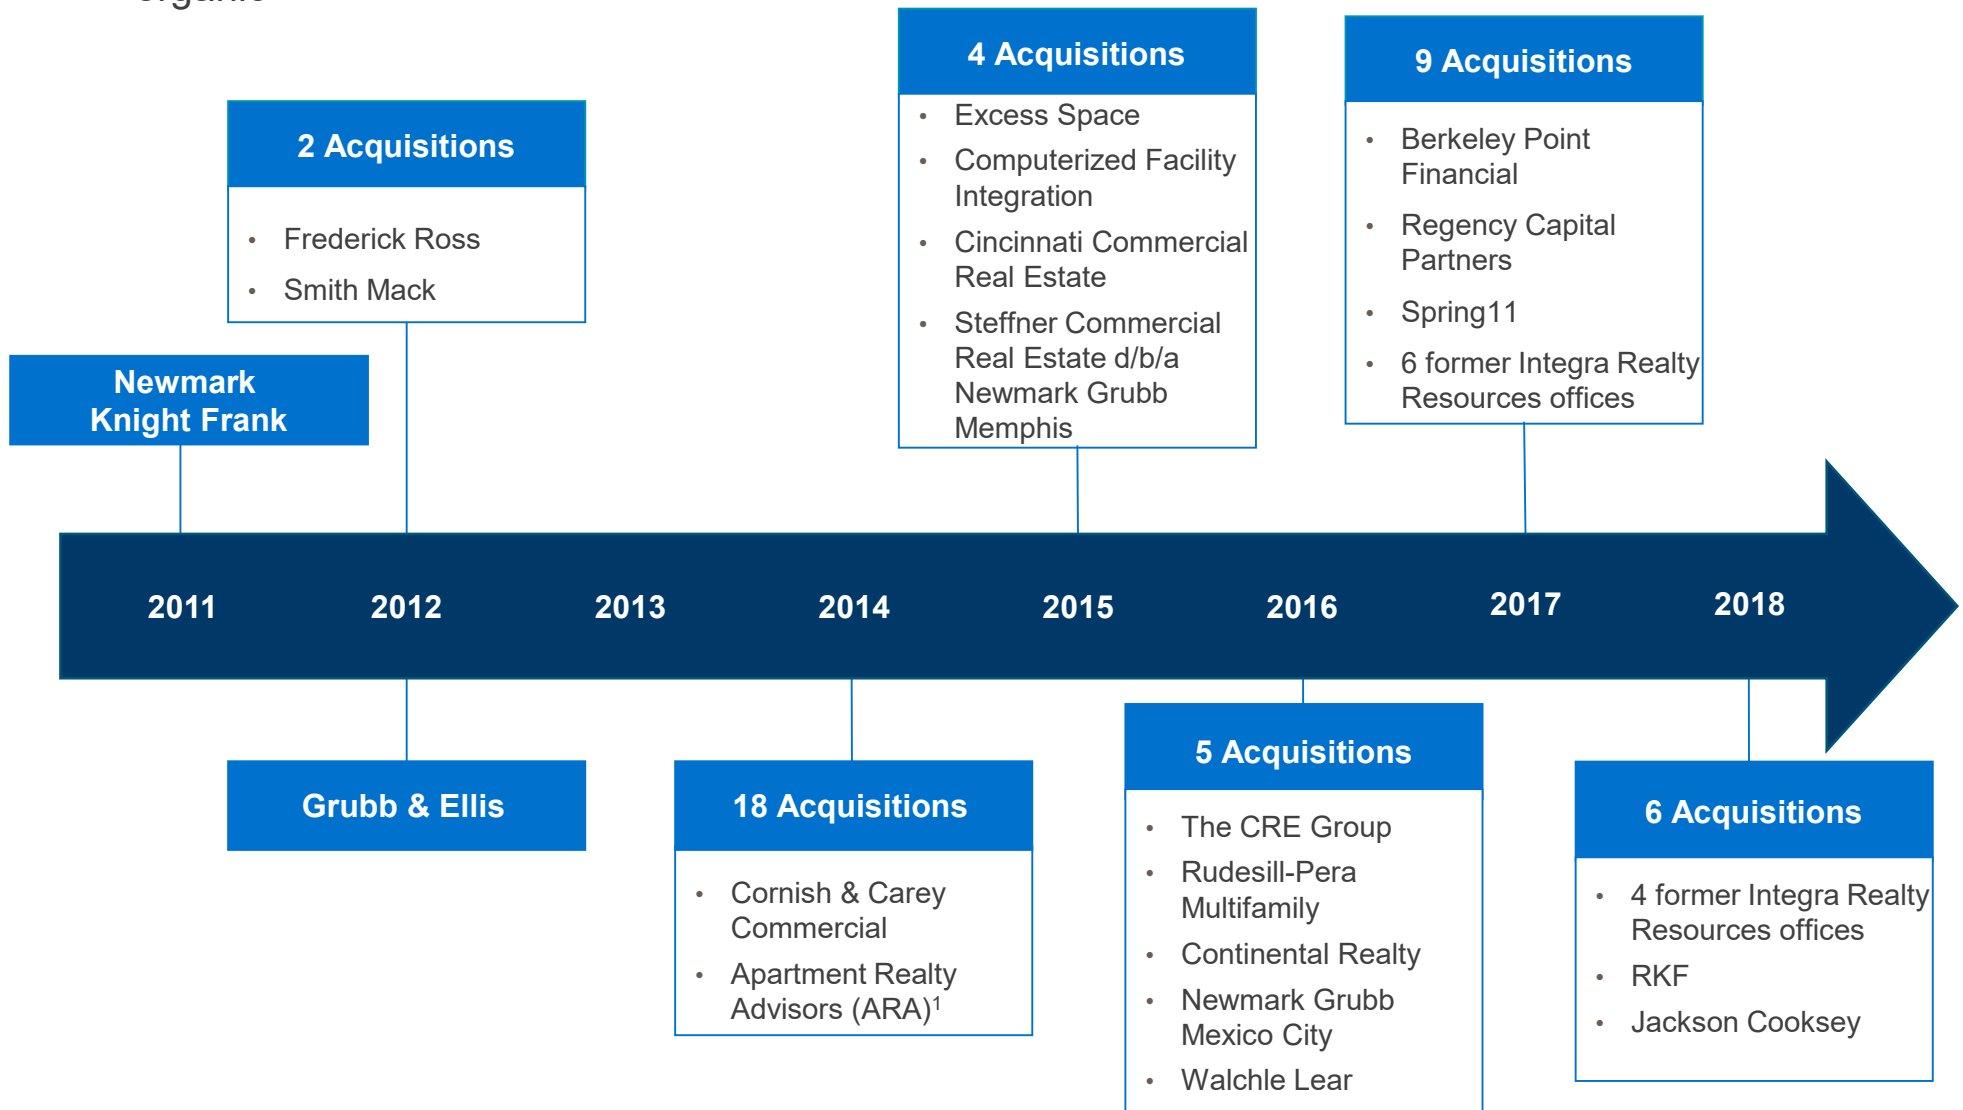 organic
4 Acquisitions
• Excess Space
• Computerized Facility
Integration
• Cincinnati Commercial
Real Estate
• Steffner Commercial
Real Estate d/b/a
Newmark Grubb
Memphis
9 Acquisitions
• Berkeley Point
Financial
• Regency Capital
Partners
• Spring11
• 6 former Integra Realty
Resources offices
2 Acquisitions
• Frederick Ross
• Smith Mack
Newmark
Knight Frank
2011 2012 2013 2014 2015 2016 2017 2018
Grubb & Ellis
18 Acquisitions
• Cornish & Carey
Commercial
• Apartment Realty
Advisors (ARA)¹
5 Acquisitions
• The CRE Group
• Rudesill-Pera
Multifamily
• Continental Realty
• Newmark Grubb
Mexico City
• Walchle Lear
6 Acquisitions
• 4 former Integra Realty
Resources offices
• RKF
• Jackson Cooksey